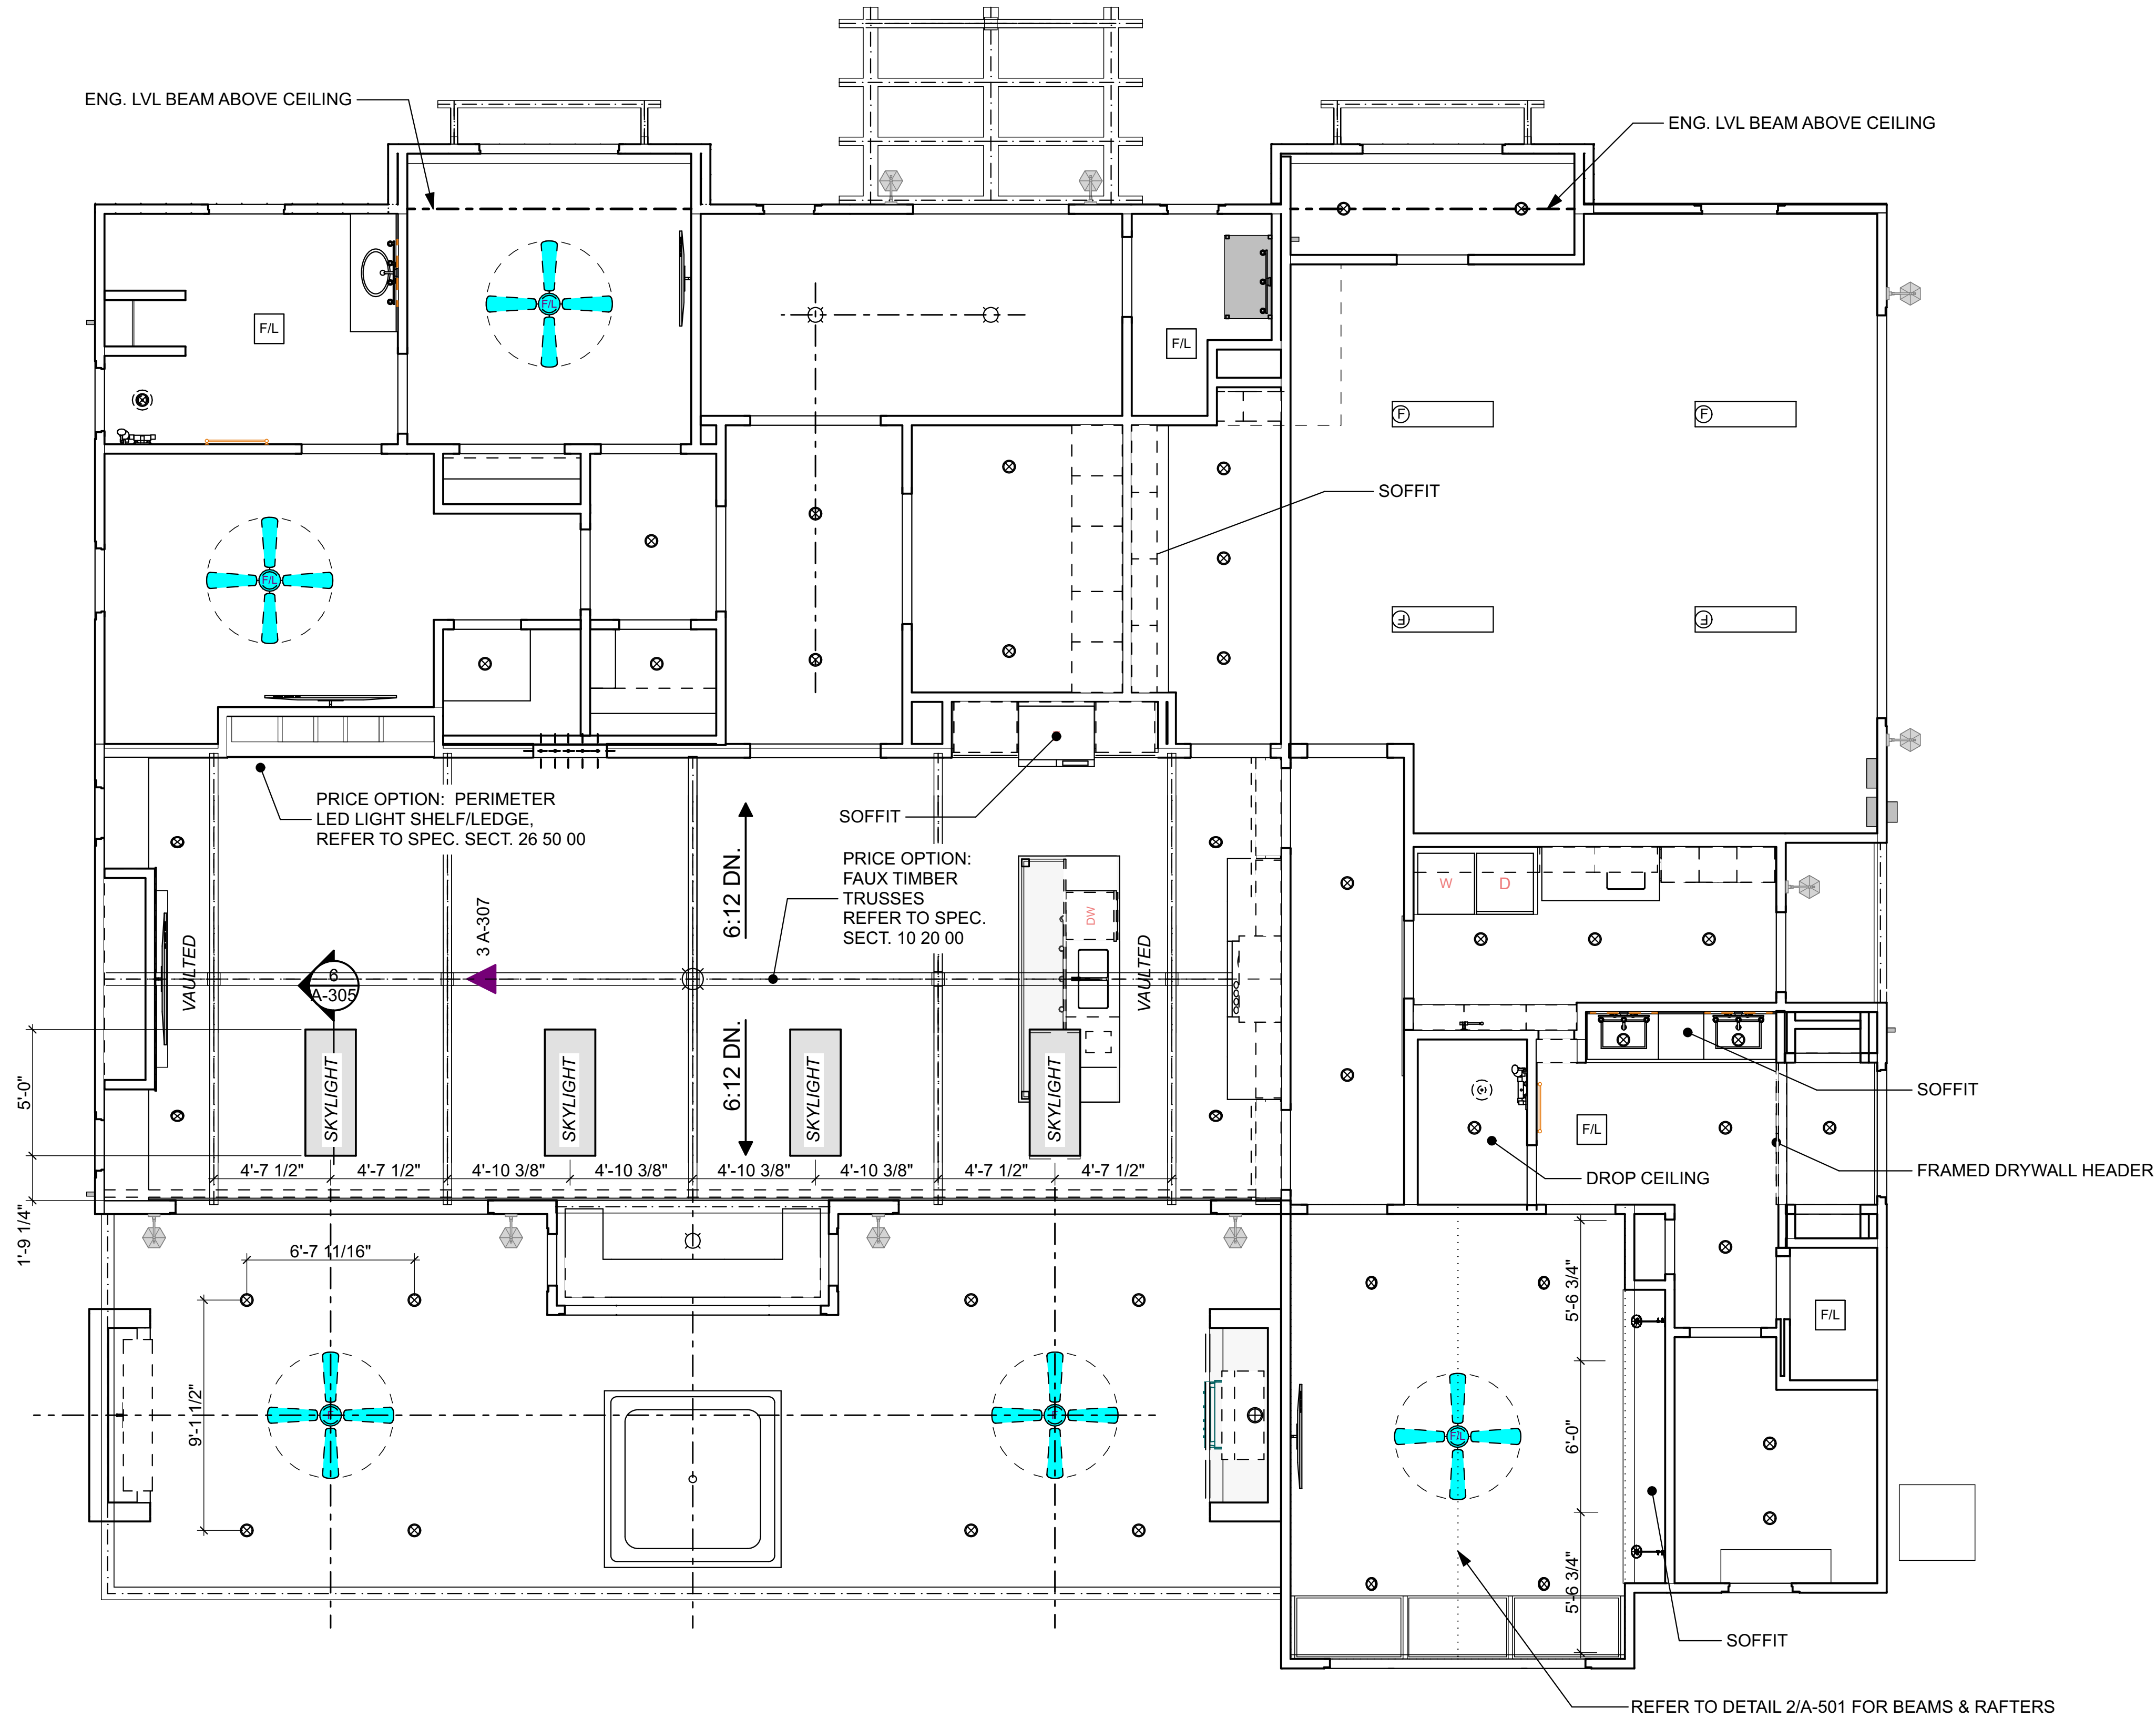 ENG. LVL BEAM ABOVE CEILING
ENG. LVL BEAM ABOVE CEILING
F/L
F/L
F/L
F
F
SOFFIT
F/L
F
F
PRICE OPTION:  PERIMETER
LED LIGHT SHELF/LEDGE,
REFER TO SPEC. SECT. 26 50 00
SOFFIT
6:12 DN.
PRICE OPTION:
FAUX TIMBER
TRUSSES
REFER TO SPEC.
SECT. 10 20 00
W
D
DW
3 A-307
VAULTED
VAULTED
6
A-305
6:12 DN.
SKYLIGHT
SKYLIGHT
SKYLIGHT
SKYLIGHT
5'-0"
SOFFIT
F/L
4'-7 1/2"
4'-7 1/2"
4'-10 3/8"
4'-10 3/8"
4'-10 3/8"
4'-10 3/8"
4'-7 1/2"
4'-7 1/2"
DROP CEILING
FRAMED DRYWALL HEADER
1'-9 1/4"
6'-7 11/16"
5'-6 3/4"
F/L
9'-1 1/2"
F
F
F/L
6'-0"
5'-6 3/4"
SOFFIT
REFER TO DETAIL 2/A-501 FOR BEAMS & RAFTERS